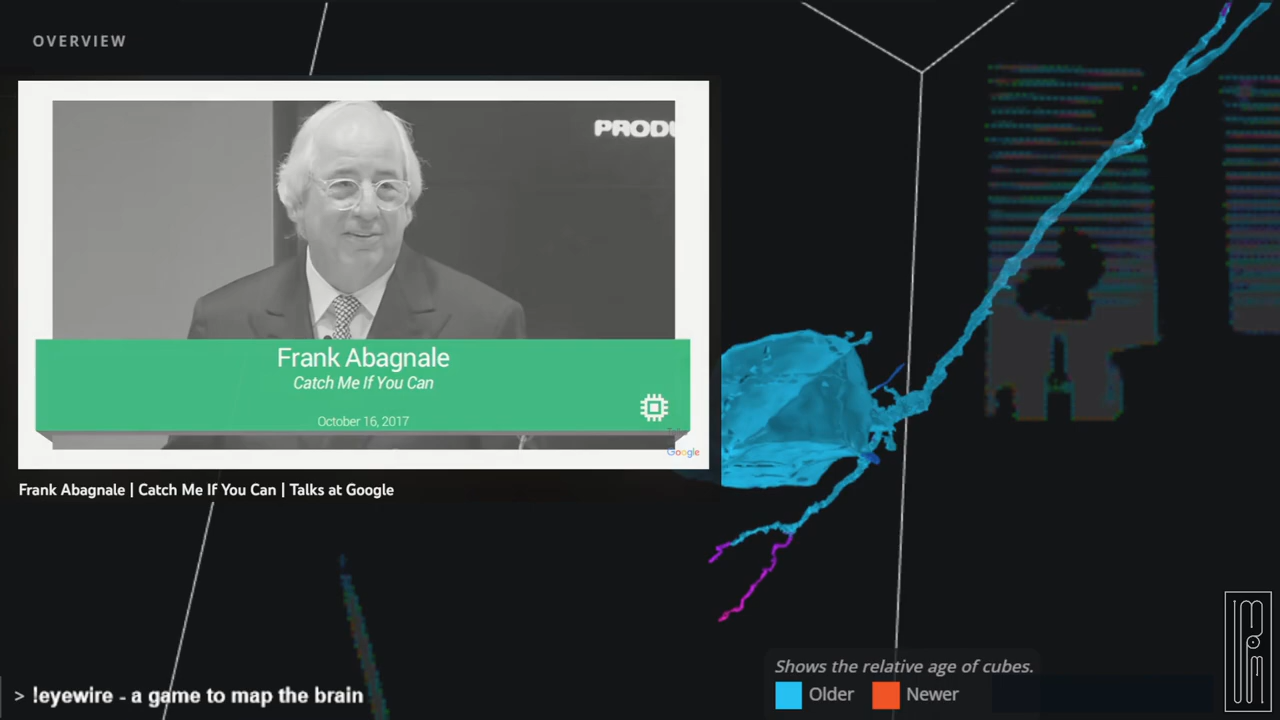 OVERVIEW
PRODU
Frank Abagnale
Catch Me If You Can
October 16, 2017
Google
Frank Abagnale | Catch Me If You Can | Talks at Google
> !eyewire - a game to map the brain
Shows the relative age of cubes.
Older Newer